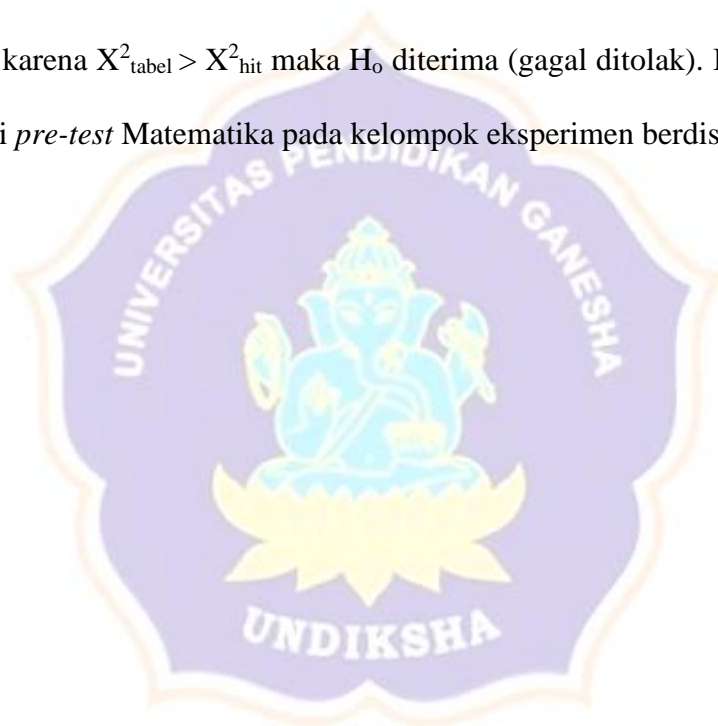 karena X²tabel > X²hit maka Ho diterima (gagal ditolak).
i pre-test Matematika pada kelompok eksperimen berdis
UNIVERSITAS PENDIDIKAN GANESHA
UNDIKSHA